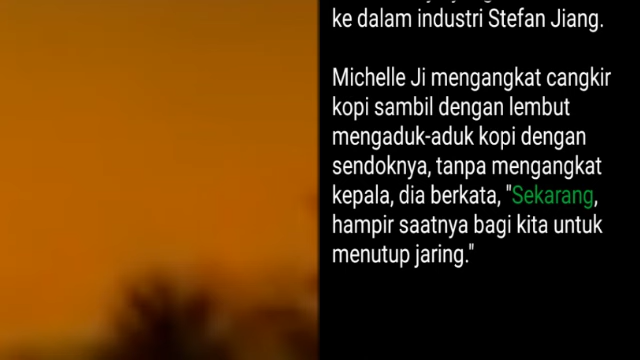 ke dalam industri Stefan Jiang.
Michelle Ji mengangkat cangkir
kopi sambil dengan lembut
mengaduk-aduk kopi dengan
sendoknya, tanpa mengangkat
kepala, dia berkata, "Sekarang,
hampir saatnya bagi kita untuk
menutup jaring."